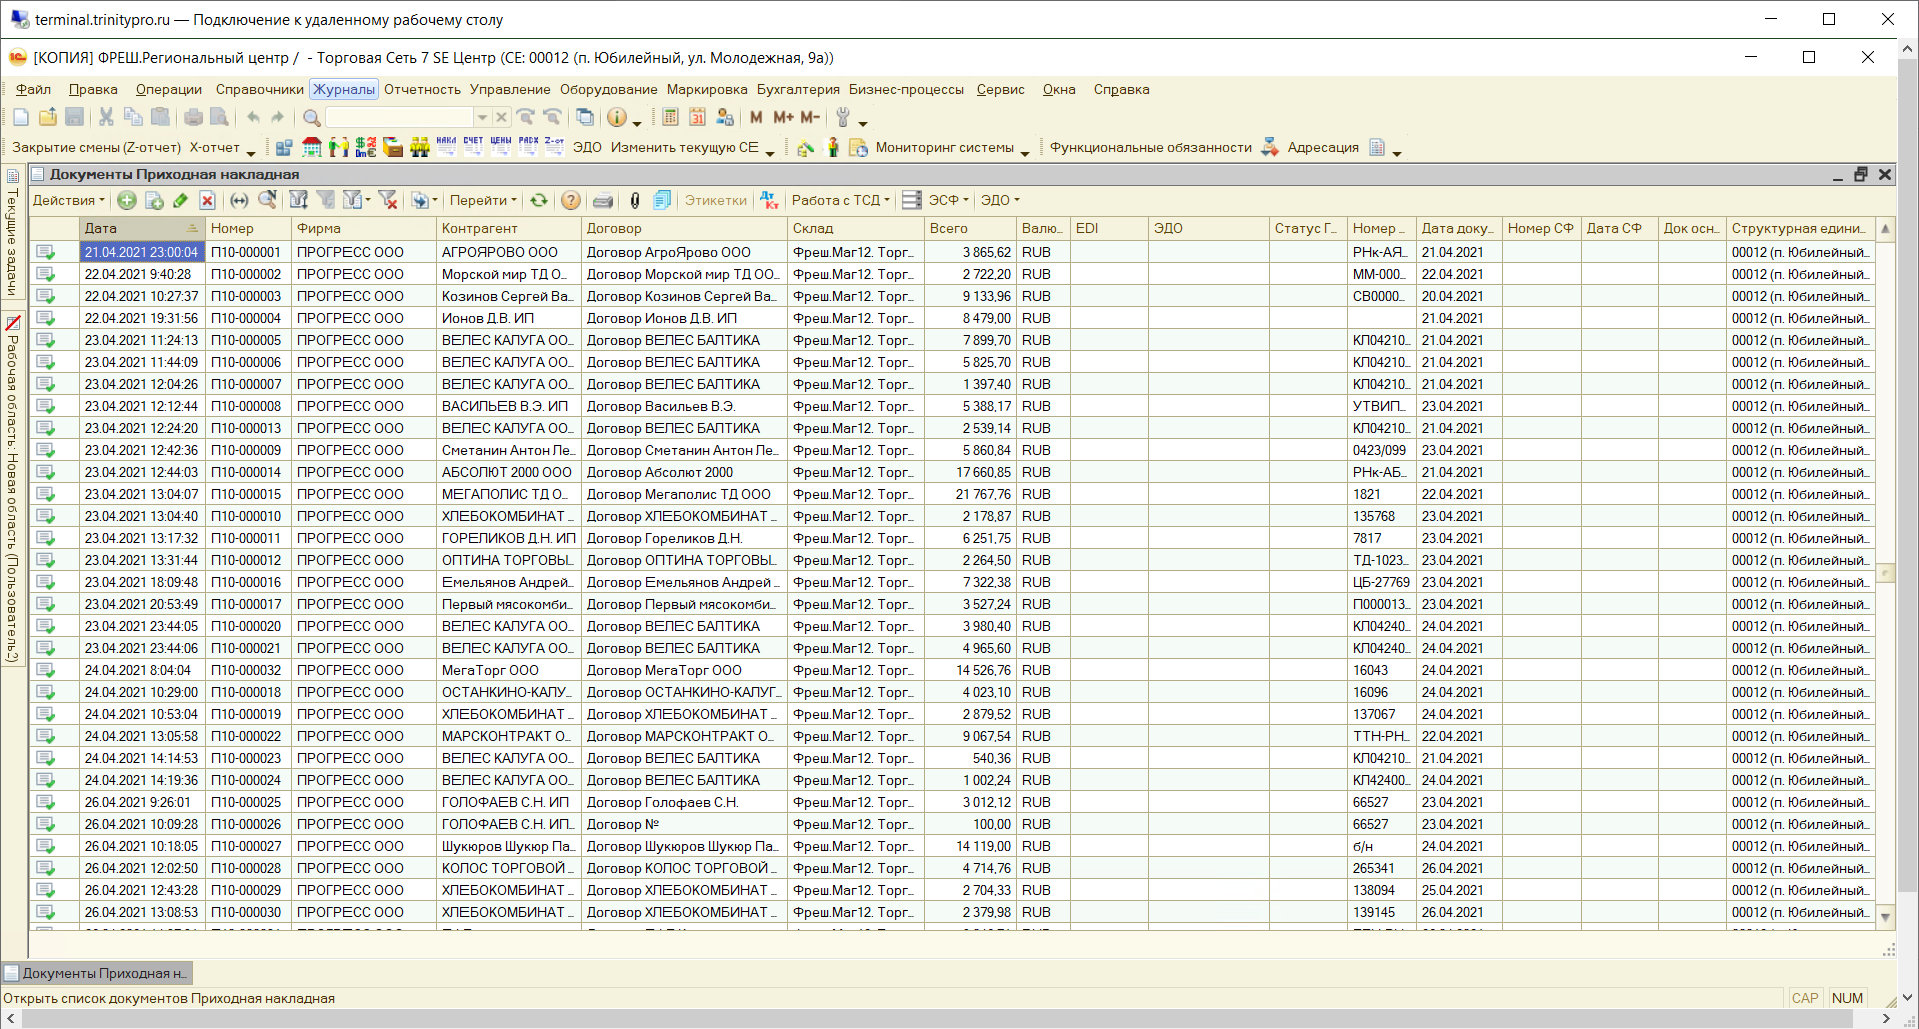 terminal.trinitypro.ru — Подключение к удаленному рабочему столу
[КОПИЯ] ФРЕШ.Региональный центр / - Торговая Сеть 7 SE Центр (СЕ: 00012 (п. Юбилейный, ул. Молодежная, 9а))
Файл Правка Операции Справочники Журналы Отчетность Управление Оборудование Маркировка Бухгалтерия Бизнес-процессы Сервис Окна Справка
M M+ M-
Закрытие смены (Z-отчет) X-отчет НАКЛ СЧЕТ ЦЕНЫ РАСХ Z-от ЭДО Изменить текущую СЕ Мониторинг системы Функциональные обязанности Адресация
Текущие задачи
Рабочая область: Новая область (Пользователь2)
Документы Приходная накладная
Действия Перейти Этикетки Дт Кт Работа с ТСД ЭСФ ЭДО
Дата Номер Фирма Контрагент Договор Склад Всего Валю... EDI ЭДО Статус Г... Номер ... Дата доку... Номер СФ Дата СФ Док осн... Структурная едини...
21.04.2021 23:00:04 П10-000001 ПРОГРЕСС ООО АГРОЯРОВО ООО Договор АгроЯрово ООО Фреш.Маг12. Торг... 3 865,62 RUB РНк-АЯ... 21.04.2021 00012 (п. Юбилейный...
22.04.2021 9:40:28 П10-000002 ПРОГРЕСС ООО Морской мир ТД О... Договор Морской мир ТД ОО... Фреш.Маг12. Торг... 2 722,20 RUB ММ-000... 22.04.2021 00012 (п. Юбилейный...
22.04.2021 10:27:37 П10-000003 ПРОГРЕСС ООО Козинов Сергей Ва... Договор Козинов Сергей Ва... Фреш.Маг12. Торг... 9 133,96 RUB СВ0000... 20.04.2021 00012 (п. Юбилейный...
22.04.2021 19:31:56 П10-000004 ПРОГРЕСС ООО Ионов Д.В. ИП Договор Ионов Д.В. ИП Фреш.Маг12. Торг... 8 479,00 RUB 21.04.2021 00012 (п. Юбилейный...
23.04.2021 11:24:13 П10-000005 ПРОГРЕСС ООО ВЕЛЕС КАЛУГА ОО... Договор ВЕЛЕС БАЛТИКА Фреш.Маг12. Торг... 7 899,70 RUB КЛ04210... 21.04.2021 00012 (п. Юбилейный...
23.04.2021 11:44:09 П10-000006 ПРОГРЕСС ООО ВЕЛЕС КАЛУГА ОО... Договор ВЕЛЕС БАЛТИКА Фреш.Маг12. Торг... 5 825,70 RUB КЛ04210... 21.04.2021 00012 (п. Юбилейный...
23.04.2021 12:04:26 П10-000007 ПРОГРЕСС ООО ВЕЛЕС КАЛУГА ОО... Договор ВЕЛЕС БАЛТИКА Фреш.Маг12. Торг... 1 397,40 RUB КЛ04210... 21.04.2021 00012 (п. Юбилейный...
23.04.2021 12:12:44 П10-000008 ПРОГРЕСС ООО ВАСИЛЬЕВ В.Э. ИП Договор Васильев В.Э. Фреш.Маг12. Торг... 5 388,17 RUB УТВИП... 23.04.2021 00012 (п. Юбилейный...
23.04.2021 12:24:20 П10-000013 ПРОГРЕСС ООО ВЕЛЕС КАЛУГА ОО... Договор ВЕЛЕС БАЛТИКА Фреш.Маг12. Торг... 2 539,14 RUB КЛ04210... 21.04.2021 00012 (п. Юбилейный...
23.04.2021 12:42:36 П10-000009 ПРОГРЕСС ООО Сметанин Антон Ле... Договор Сметанин Антон Ле... Фреш.Маг12. Торг... 5 860,84 RUB 0423/099 23.04.2021 00012 (п. Юбилейный...
23.04.2021 12:44:03 П10-000014 ПРОГРЕСС ООО АБСОЛЮТ 2000 ООО Договор Абсолют 2000 Фреш.Маг12. Торг... 17 660,85 RUB РНк-АБ... 21.04.2021 00012 (п. Юбилейный...
23.04.2021 13:04:07 П10-000015 ПРОГРЕСС ООО МЕГАПОЛИС ТД О... Договор Мегаполис ТД ООО Фреш.Маг12. Торг... 21 767,76 RUB 1821 22.04.2021 00012 (п. Юбилейный...
23.04.2021 13:04:40 П10-000010 ПРОГРЕСС ООО ХЛЕБОКОМБИНАТ ... Договор ХЛЕБОКОМБИНАТ ... Фреш.Маг12. Торг... 2 178,87 RUB 135768 23.04.2021 00012 (п. Юбилейный...
23.04.2021 13:17:32 П10-000011 ПРОГРЕСС ООО ГОРЕЛИКОВ Д.Н. ИП Договор Гореликов Д.Н. Фреш.Маг12. Торг... 6 251,75 RUB 7817 23.04.2021 00012 (п. Юбилейный...
23.04.2021 13:31:44 П10-000012 ПРОГРЕСС ООО ОПТИНА ТОРГОВЫ... Договор ОПТИНА ТОРГОВЫ... Фреш.Маг12. Торг... 2 264,50 RUB ТД-1023... 23.04.2021 00012 (п. Юбилейный...
23.04.2021 18:09:48 П10-000016 ПРОГРЕСС ООО Емельянов Андрей... Договор Емельянов Андрей ... Фреш.Маг12. Торг... 7 322,38 RUB ЦБ-27769 23.04.2021 00012 (п. Юбилейный...
23.04.2021 20:53:49 П10-000017 ПРОГРЕСС ООО Первый мясокомби... Договор Первый мясокомби... Фреш.Маг12. Торг... 3 527,24 RUB П000013... 23.04.2021 00012 (п. Юбилейный...
23.04.2021 23:44:05 П10-000020 ПРОГРЕСС ООО ВЕЛЕС КАЛУГА ОО... Договор ВЕЛЕС БАЛТИКА Фреш.Маг12. Торг... 3 980,40 RUB КЛ04240... 24.04.2021 00012 (п. Юбилейный...
23.04.2021 23:44:06 П10-000021 ПРОГРЕСС ООО ВЕЛЕС КАЛУГА ОО... Договор ВЕЛЕС БАЛТИКА Фреш.Маг12. Торг... 4 965,60 RUB КЛ04240... 24.04.2021 00012 (п. Юбилейный...
24.04.2021 8:04:04 П10-000032 ПРОГРЕСС ООО МегаТорг ООО Договор МегаТорг ООО Фреш.Маг12. Торг... 14 526,76 RUB 16043 24.04.2021 00012 (п. Юбилейный...
24.04.2021 10:29:00 П10-000018 ПРОГРЕСС ООО ОСТАНКИНО-КАЛУ... Договор ОСТАНКИНО-КАЛУГ... Фреш.Маг12. Торг... 4 023,10 RUB 16096 24.04.2021 00012 (п. Юбилейный...
24.04.2021 10:53:04 П10-000019 ПРОГРЕСС ООО ХЛЕБОКОМБИНАТ ... Договор ХЛЕБОКОМБИНАТ ... Фреш.Маг12. Торг... 2 879,52 RUB 137067 24.04.2021 00012 (п. Юбилейный...
24.04.2021 13:05:58 П10-000022 ПРОГРЕСС ООО МАРСКОНТРАКТ О... Договор МАРСКОНТРАКТ О... Фреш.Маг12. Торг... 9 067,54 RUB ТТН-РН... 22.04.2021 00012 (п. Юбилейный...
24.04.2021 14:14:53 П10-000023 ПРОГРЕСС ООО ВЕЛЕС КАЛУГА ОО... Договор ВЕЛЕС БАЛТИКА Фреш.Маг12. Торг... 540,36 RUB КЛ04210... 21.04.2021 00012 (п. Юбилейный...
24.04.2021 14:19:36 П10-000024 ПРОГРЕСС ООО ВЕЛЕС КАЛУГА ОО... Договор ВЕЛЕС БАЛТИКА Фреш.Маг12. Торг... 1 002,24 RUB КЛ42400... 24.04.2021 00012 (п. Юбилейный...
26.04.2021 9:26:01 П10-000025 ПРОГРЕСС ООО ГОЛОФАЕВ С.Н. ИП Договор Голофаев С.Н. Фреш.Маг12. Торг... 3 012,12 RUB 66527 23.04.2021 00012 (п. Юбилейный...
26.04.2021 10:09:28 П10-000026 ПРОГРЕСС ООО ГОЛОФАЕВ С.Н. ИП... Договор № Фреш.Маг12. Торг... 100,00 RUB 66527 23.04.2021 00012 (п. Юбилейный...
26.04.2021 10:18:05 П10-000027 ПРОГРЕСС ООО Шукюров Шукюр Па... Договор Шукюров Шукюр Па... Фреш.Маг12. Торг... 14 119,00 RUB б/н 24.04.2021 00012 (п. Юбилейный...
26.04.2021 12:02:50 П10-000028 ПРОГРЕСС ООО КОЛОС ТОРГОВОЙ ... Договор КОЛОС ТОРГОВОЙ ... Фреш.Маг12. Торг... 4 714,76 RUB 265341 26.04.2021 00012 (п. Юбилейный...
26.04.2021 12:43:28 П10-000029 ПРОГРЕСС ООО ХЛЕБОКОМБИНАТ ... Договор ХЛЕБОКОМБИНАТ ... Фреш.Маг12. Торг... 2 704,33 RUB 138094 25.04.2021 00012 (п. Юбилейный...
26.04.2021 13:08:53 П10-000030 ПРОГРЕСС ООО ХЛЕБОКОМБИНАТ ... Договор ХЛЕБОКОМБИНАТ ... Фреш.Маг12. Торг... 2 379,98 RUB 139145 26.04.2021 00012 (п. Юбилейный...
Документы Приходная н...
Открыть список документов Приходная накладная CAP NUM